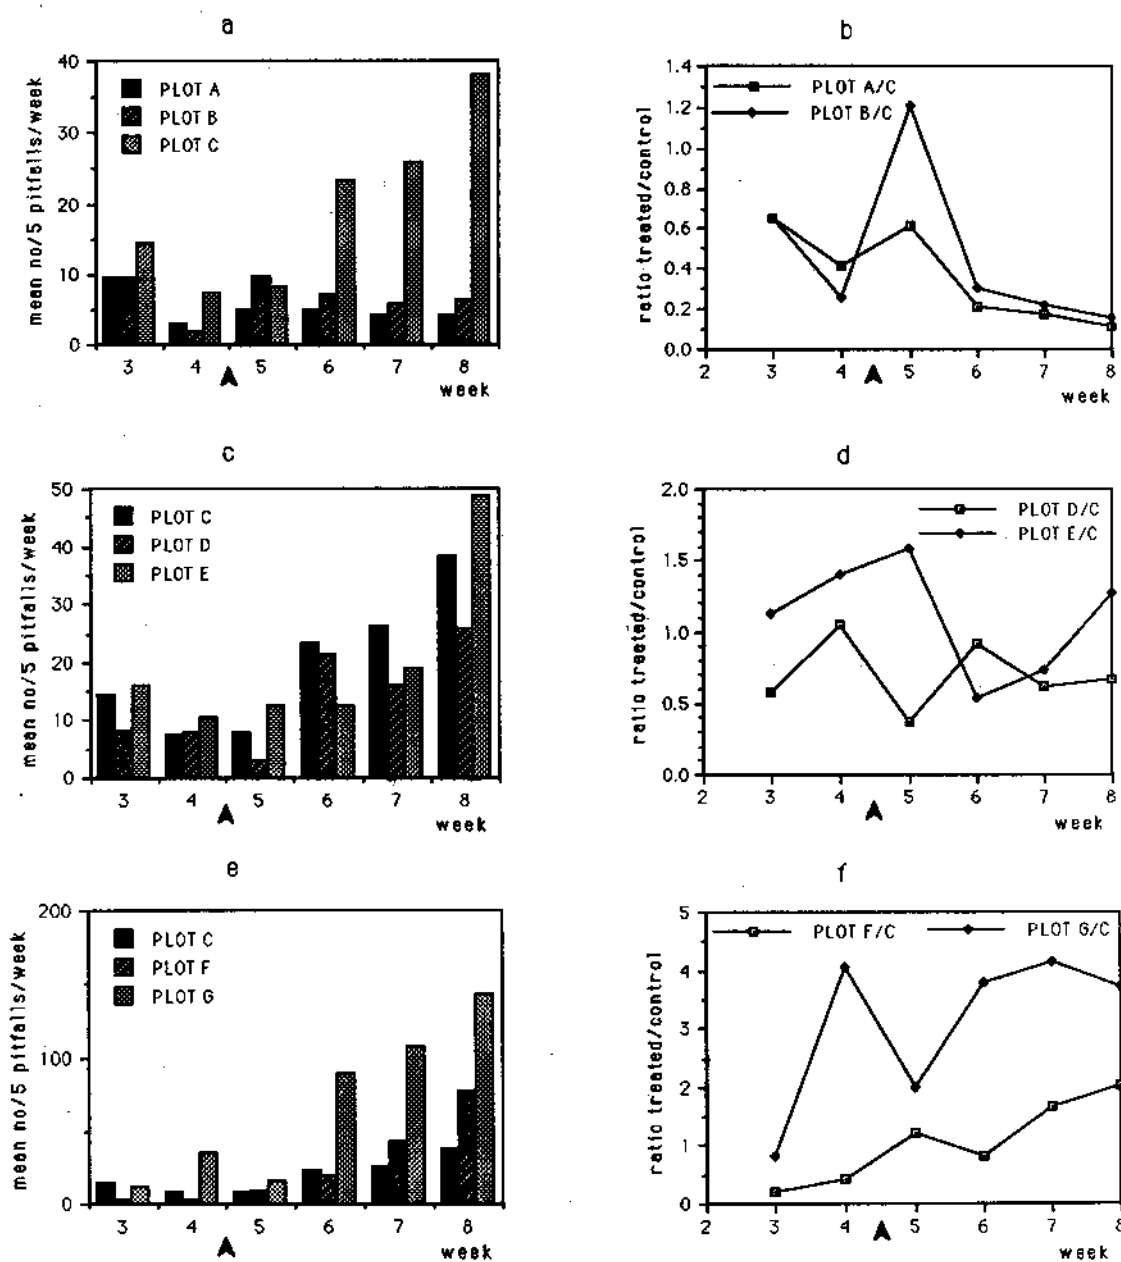 a
mean no/5 pitfalls/week
40
30
20
10
0
PLOT A
PLOT B
PLOT C
3 4 5 6 7 8
week
b
ratio treated/control
1.4
1.2
1.0
0.8
0.6
0.4
0.2
0.0
PLOT A/C
PLOT B/C
2 3 4 5 6 7 8
week
c
mean no/5 pitfalls/week
50
40
30
20
10
0
PLOT C
PLOT D
PLOT E
3 4 5 6 7 8
week
d
ratio treated/control
2.0
1.5
1.0
0.5
0.0
PLOT D/C
PLOT E/C
2 3 4 5 6 7 8
week
e
mean no/5 pitfalls/week
200
100
0
PLOT C
PLOT F
PLOT G
3 4 5 6 7 8
week
f
ratio treated/control
5
4
3
2
1
0
PLOT F/C PLOT G/C
2 3 4 5 6 7 8
week